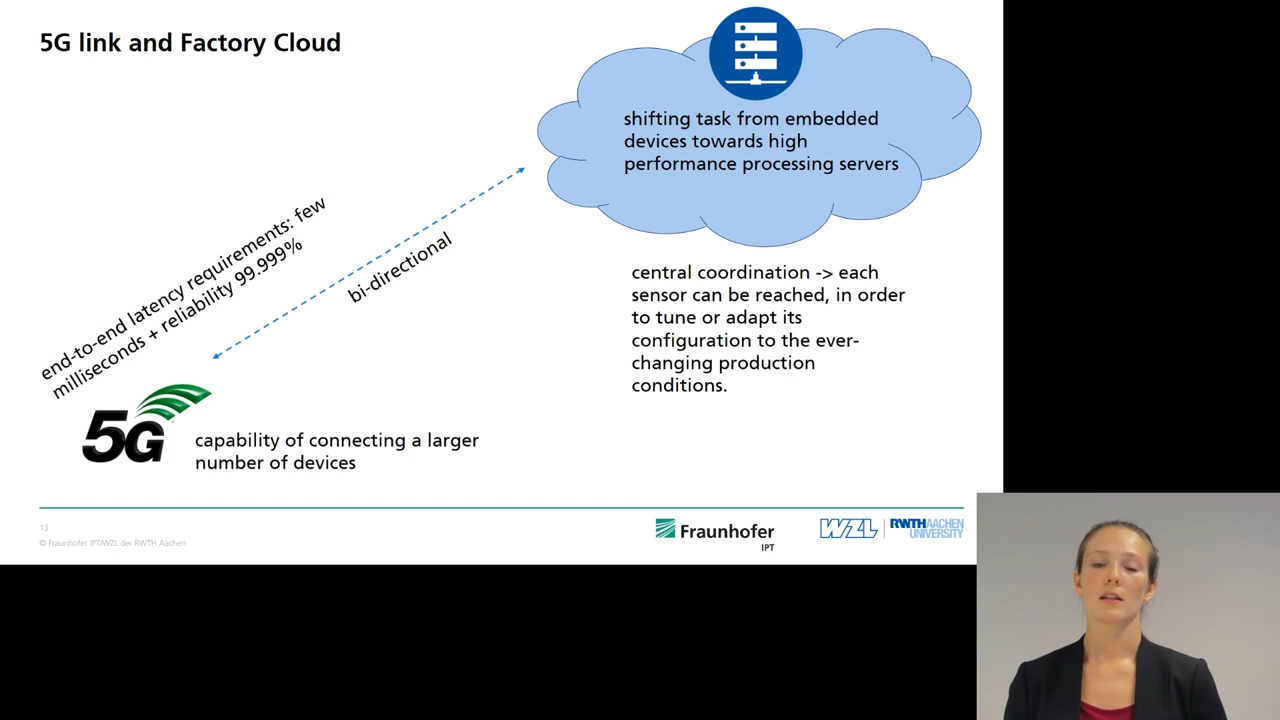 5G link and Factory Cloud
shifting task from embedded
devices towards high
performance processing servers
end-to-end latency requirements: few
milliseconds + reliability 99.999%
bi-directional
central coordination -> each
sensor can be reached, in order
to tune or adapt its
configuration to the ever-
changing production
conditions.
5G
capability of connecting a larger
number of devices
13
© Fraunhofer IPT/WZL der RWTH Aachen
Fraunhofer
IPT
WZL
RWTH AACHEN
UNIVERSITY